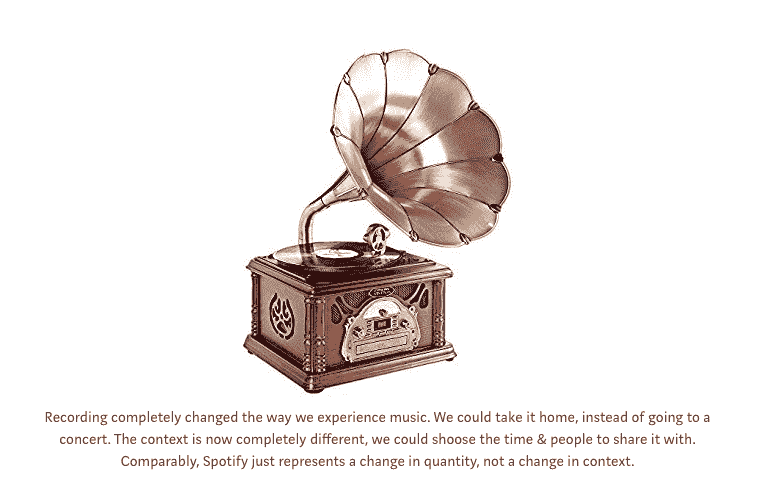 Recording completely changed the way we experience music. We could take it home, instead of going to a
concert. The context is now completely different, we could shoose the time & people to share it with.
Comparably, Spotify just represents a change in quantity, not a change in context.